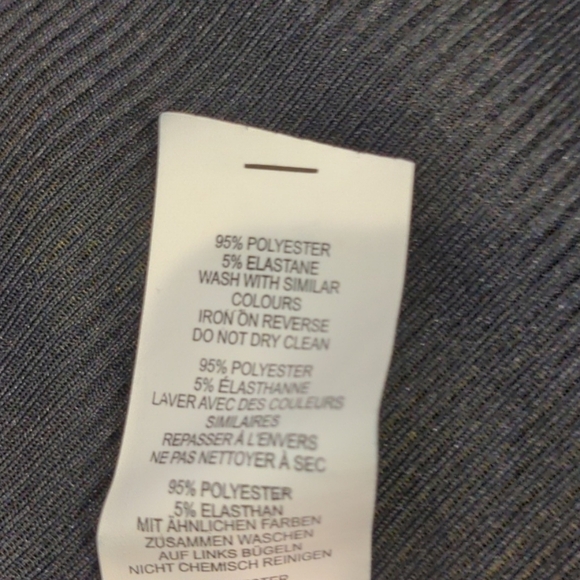 95% POLYESTER
5% ELASTANE
WASH WITH SIMILAR
COLOURS
IRON ON REVERSE
DO NOT DRY CLEAN
95% POLYESTER
5% ÉLASTHANNE
LAVER AVEC DES COULEURS
SIMILAIRES
REPASSER À L'ENVERS
NE PAS NETTOYER À SEC
95% POLYESTER
5% ELASTHAN
MIT ÄHNLICHEN FARBEN
ZUSAMMEN WASCHEN
AUF LINKS BÜGELN
NICHT CHEMISCH REINIGEN